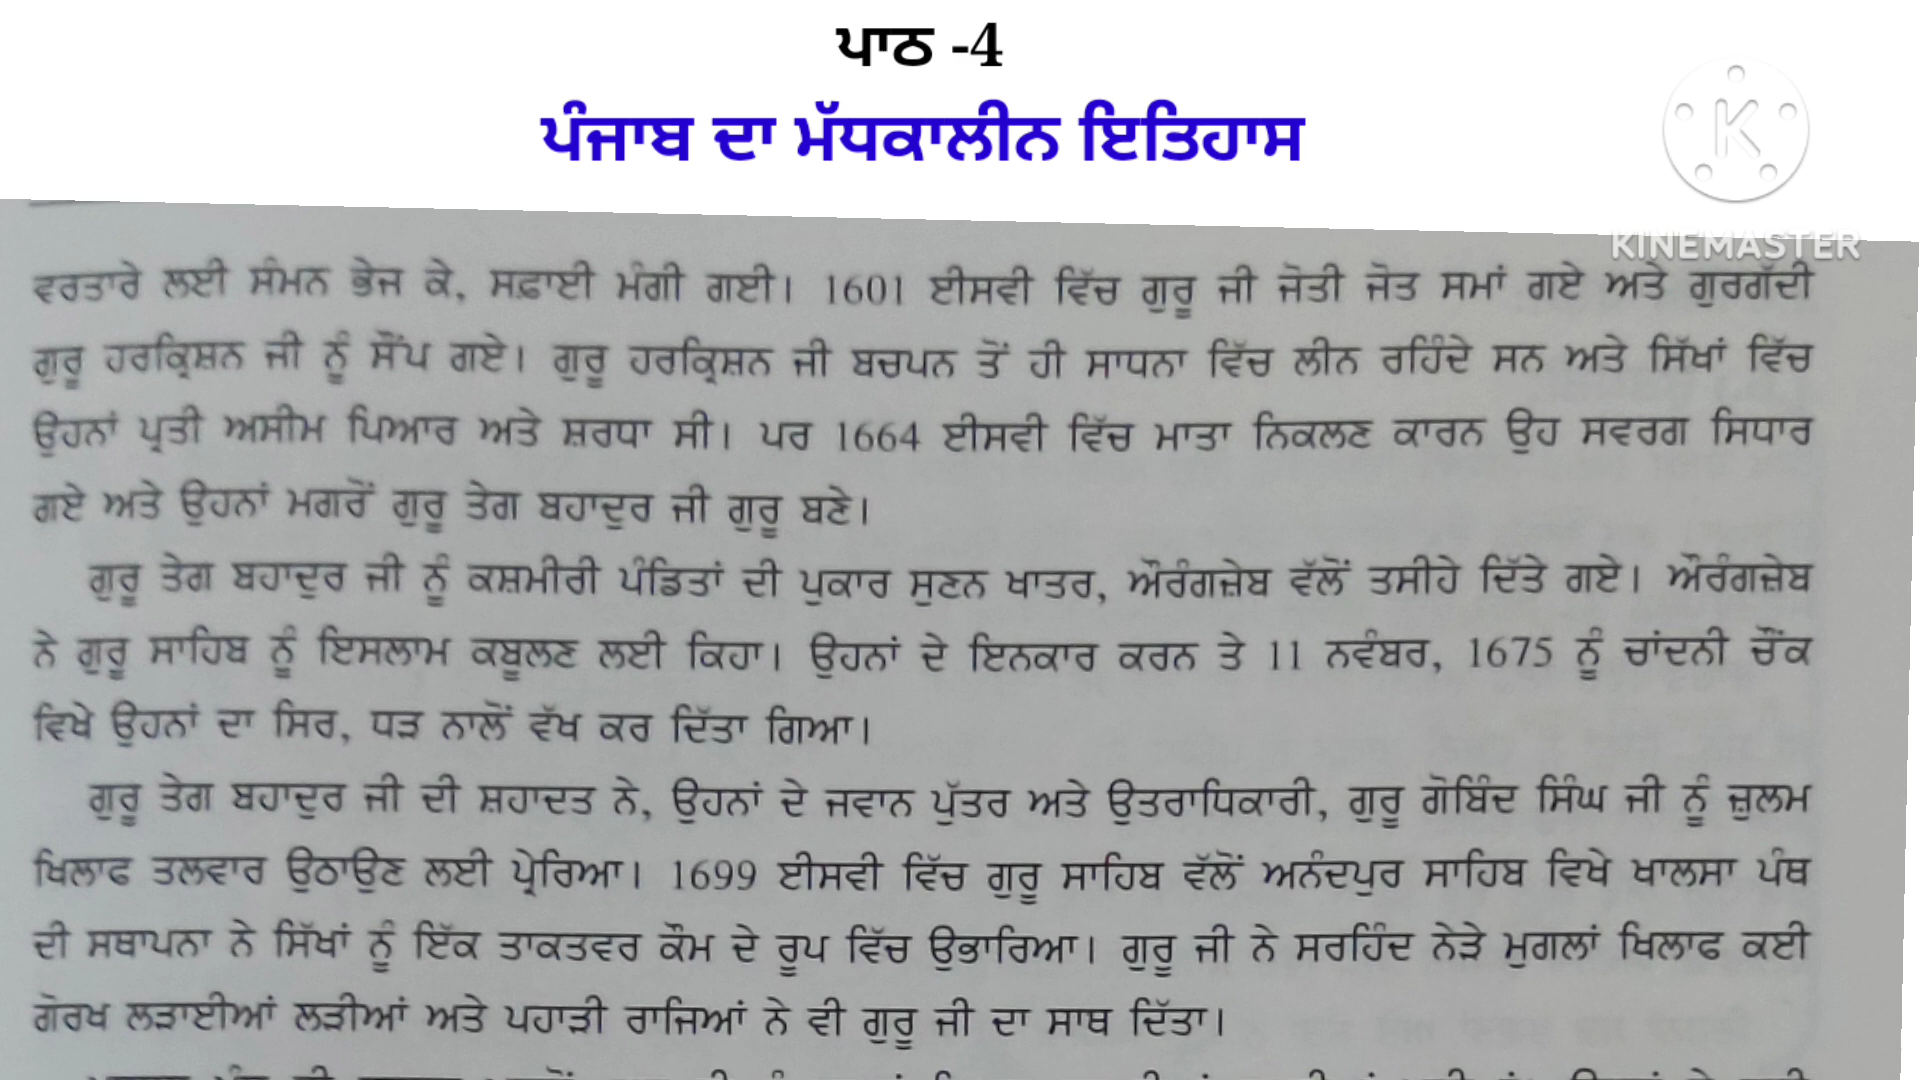 ਪਾਠ -4
ਪੰਜਾਬ ਦਾ ਮੱਧਕਾਲੀਨ ਇਤਿਹਾਸ
KINEMASTER
ਵਰਤਾਰੇ ਲਈ ਸੰਮਨ ਭੇਜ ਕੇ, ਸਫ਼ਾਈ ਮੰਗੀ ਗਈ। 1601 ਈਸਵੀ ਵਿੱਚ ਗੁਰੂ ਜੀ ਜੋਤੀ ਜੋਤ ਸਮਾਂ ਗਏ ਅਤੇ ਗੁਰਗੱਦੀ
ਗੁਰੂ ਹਰਕ੍ਰਿਸ਼ਨ ਜੀ ਨੂੰ ਸੌਂਪ ਗਏ। ਗੁਰੂ ਹਰਕ੍ਰਿਸ਼ਨ ਜੀ ਬਚਪਨ ਤੋਂ ਹੀ ਸਾਧਨਾ ਵਿੱਚ ਲੀਨ ਰਹਿੰਦੇ ਸਨ ਅਤੇ ਸਿੱਖਾਂ ਵਿੱਚ
ਉਹਨਾਂ ਪ੍ਰਤੀ ਅਸੀਮ ਪਿਆਰ ਅਤੇ ਸ਼ਰਧਾ ਸੀ। ਪਰ 1664 ਈਸਵੀ ਵਿੱਚ ਮਾਤਾ ਨਿਕਲਣ ਕਾਰਨ ਉਹ ਸਵਰਗ ਸਿਧਾਰ
ਗਏ ਅਤੇ ਉਹਨਾਂ ਮਗਰੋਂ ਗੁਰੂ ਤੇਗ ਬਹਾਦੁਰ ਜੀ ਗੁਰੂ ਬਣੇ।
ਗੁਰੂ ਤੇਗ ਬਹਾਦੁਰ ਜੀ ਨੂੰ ਕਸ਼ਮੀਰੀ ਪੰਡਿਤਾਂ ਦੀ ਪੁਕਾਰ ਸੁਣਨ ਖਾਤਰ, ਔਰੰਗਜ਼ੇਬ ਵੱਲੋਂ ਤਸੀਹੇ ਦਿੱਤੇ ਗਏ। ਔਰੰਗਜ਼ੇਬ
ਨੇ ਗੁਰੂ ਸਾਹਿਬ ਨੂੰ ਇਸਲਾਮ ਕਬੂਲਣ ਲਈ ਕਿਹਾ। ਉਹਨਾਂ ਦੇ ਇਨਕਾਰ ਕਰਨ ਤੇ 11 ਨਵੰਬਰ, 1675 ਨੂੰ ਚਾਂਦਨੀ ਚੌਂਕ
ਵਿਖੇ ਉਹਨਾਂ ਦਾ ਸਿਰ, ਧੜ ਨਾਲੋਂ ਵੱਖ ਕਰ ਦਿੱਤਾ ਗਿਆ।
ਗੁਰੂ ਤੇਗ ਬਹਾਦੁਰ ਜੀ ਦੀ ਸ਼ਹਾਦਤ ਨੇ, ਉਹਨਾਂ ਦੇ ਜਵਾਨ ਪੁੱਤਰ ਅਤੇ ਉਤਰਾਧਿਕਾਰੀ, ਗੁਰੂ ਗੋਬਿੰਦ ਸਿੰਘ ਜੀ ਨੂੰ ਜ਼ੁਲਮ
ਖਿਲਾਫ ਤਲਵਾਰ ਉਠਾਉਣ ਲਈ ਪ੍ਰੇਰਿਆ। 1699 ਈਸਵੀ ਵਿੱਚ ਗੁਰੂ ਸਾਹਿਬ ਵੱਲੋਂ ਅਨੰਦਪੁਰ ਸਾਹਿਬ ਵਿਖੇ ਖਾਲਸਾ ਪੰਥ
ਦੀ ਸਥਾਪਨਾ ਨੇ ਸਿੱਖਾਂ ਨੂੰ ਇੱਕ ਤਾਕਤਵਰ ਕੌਮ ਦੇ ਰੂਪ ਵਿੱਚ ਉਭਾਰਿਆ। ਗੁਰੂ ਜੀ ਨੇ ਸਰਹਿੰਦ ਨੇੜੇ ਮੁਗਲਾਂ ਖਿਲਾਫ ਕਈ
ਗੋਰਖ ਲੜਾਈਆਂ ਲੜੀਆਂ ਅਤੇ ਪਹਾੜੀ ਰਾਜਿਆਂ ਨੇ ਵੀ ਗੁਰੂ ਜੀ ਦਾ ਸਾਥ ਦਿੱਤਾ।